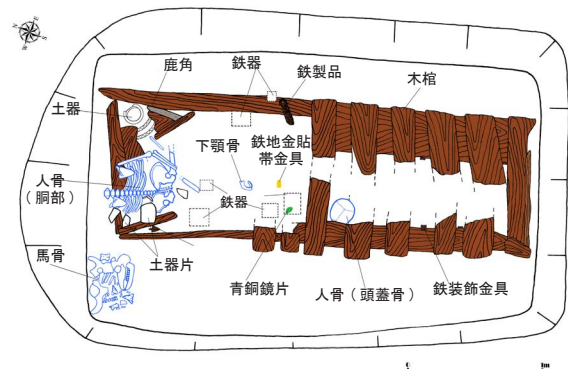 N
E
W
S
鹿角
鉄器
鉄製品
木棺
土器
下顎骨
鉄地金貼
帯金具
人骨
(胴部)
鉄器
馬骨
土器片
青銅鏡片
人骨(頭蓋骨)
鉄装飾金具
0
1m